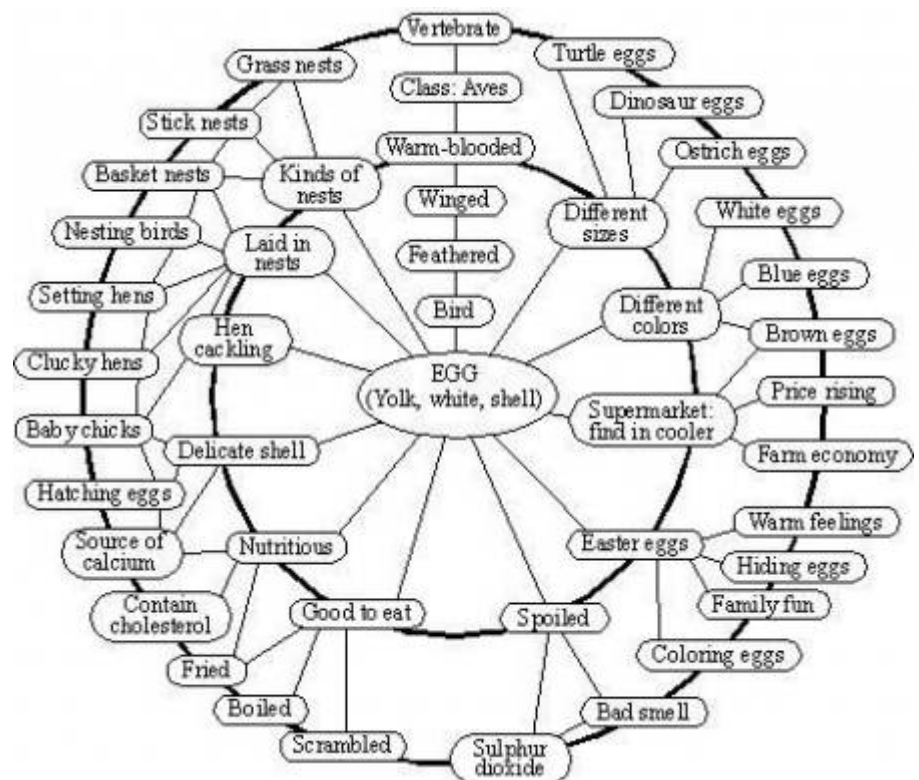 Vertebrate
Grass nests
Turtle eggs
Class: Aves
Dinosaur eggs
Stick nests
Warm-blooded
Ostrich eggs
Basket nests
Kinds of
nests
Winged
Different
sizes
White eggs
Nesting birds
Laid in
nests
Feathered
Blue eggs
Setting hens
Bird
Different
colors
Hen
cackling
Brown eggs
Clucky hens
EGG
(Yolk, white, shell)
Price rising
Supermarket:
find in cooler
Baby chicks
Delicate shell
Farm economy
Hatching eggs
Warm feelings
Source of
calcium
Nutritious
Easter eggs
Hiding eggs
Contain
cholesterol
Good to eat
Spoiled
Family fun
Fried
Coloring eggs
Boiled
Bad smell
Scrambled
Sulphur
dioxide